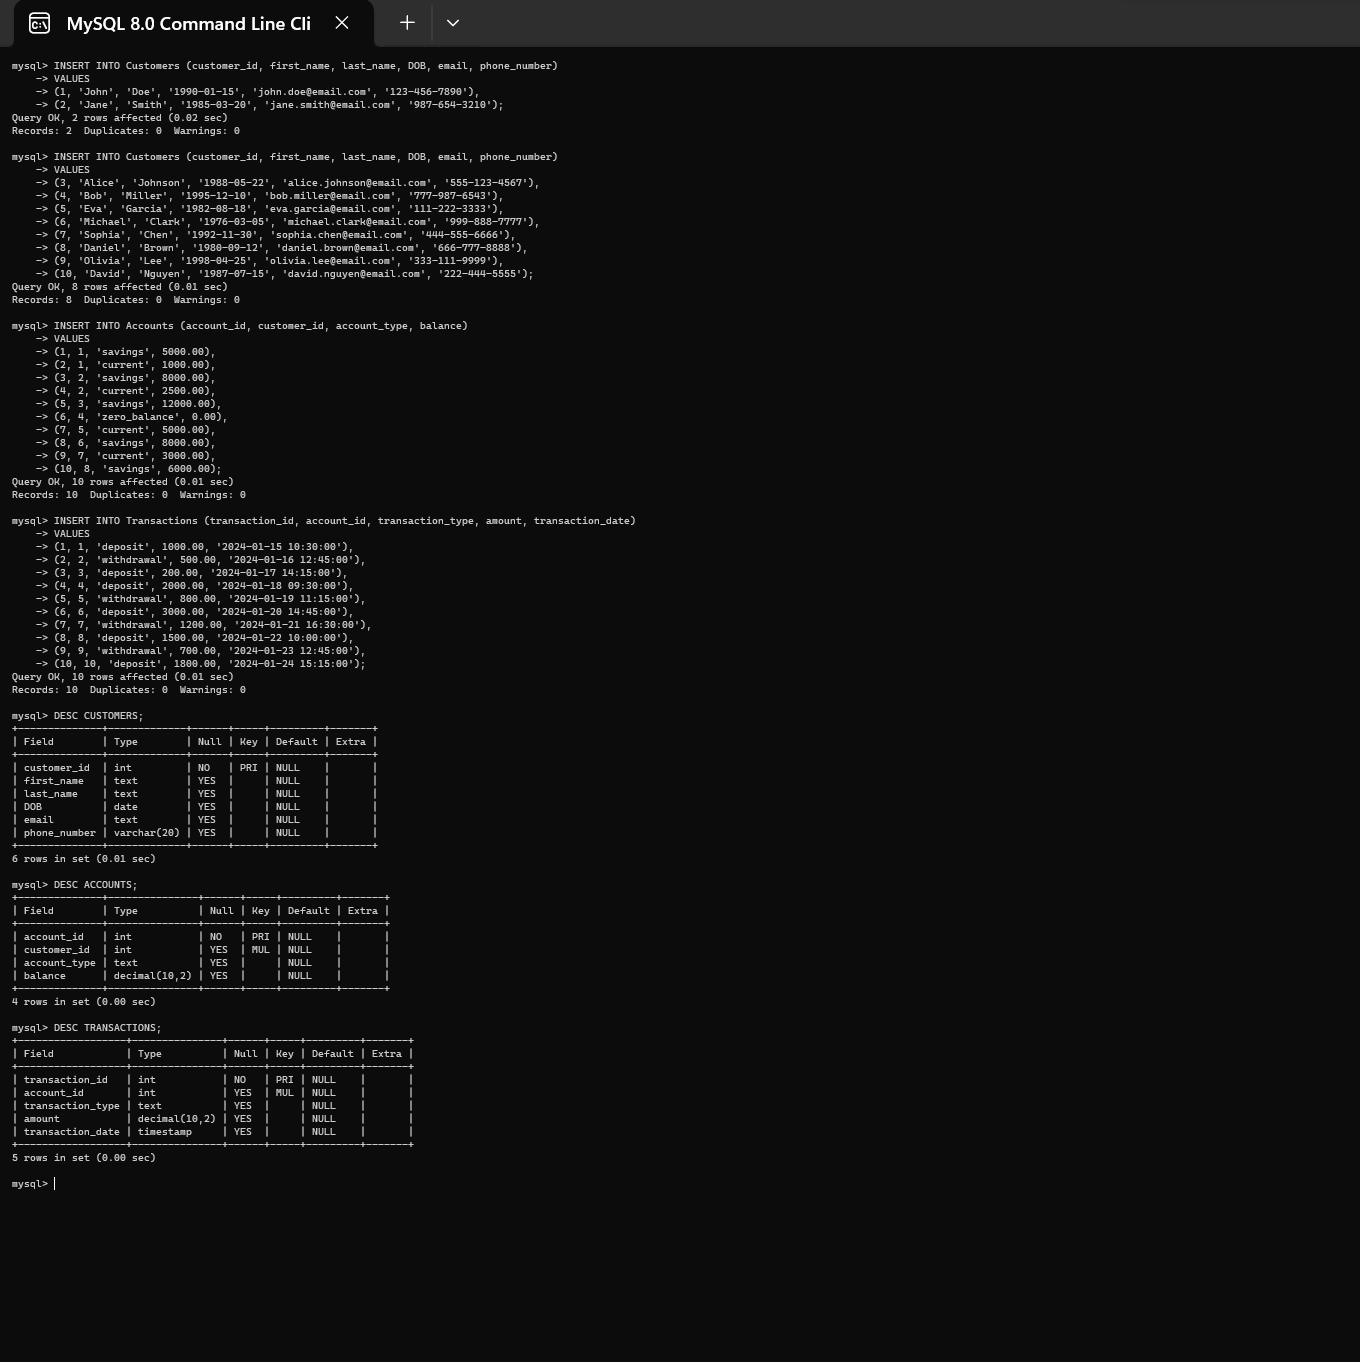 MySQL 8.0 Command Line Cli
mysql> INSERT INTO Customers (customer_id, first_name, last_name, DOB, email, phone_number)
    -> VALUES
    -> (1, 'John', 'Doe', '1990-01-15', 'john.doe@email.com', '123-456-7890'),
    -> (2, 'Jane', 'Smith', '1985-03-20', 'jane.smith@email.com', '987-654-3210');
Query OK, 2 rows affected (0.02 sec)
Records: 2  Duplicates: 0  Warnings: 0
mysql> INSERT INTO Customers (customer_id, first_name, last_name, DOB, email, phone_number)
    -> VALUES
    -> (3, 'Alice', 'Johnson', '1988-05-22', 'alice.johnson@email.com', '555-123-4567'),
    -> (4, 'Bob', 'Miller', '1995-12-10', 'bob.miller@email.com', '777-987-6543'),
    -> (5, 'Eva', 'Garcia', '1982-08-18', 'eva.garcia@email.com', '111-222-3333'),
    -> (6, 'Michael', 'Clark', '1976-03-05', 'michael.clark@email.com', '999-888-7777'),
    -> (7, 'Sophia', 'Chen', '1992-11-30', 'sophia.chen@email.com', '444-555-6666'),
    -> (8, 'Daniel', 'Brown', '1980-09-12', 'daniel.brown@email.com', '666-777-8888'),
    -> (9, 'Olivia', 'Lee', '1998-04-25', 'olivia.lee@email.com', '333-111-9999'),
    -> (10, 'David', 'Nguyen', '1987-07-15', 'david.nguyen@email.com', '222-444-5555');
Query OK, 8 rows affected (0.01 sec)
Records: 8  Duplicates: 0  Warnings: 0
mysql> INSERT INTO Accounts (account_id, customer_id, account_type, balance)
    -> VALUES
    -> (1, 1, 'savings', 5000.00),
    -> (2, 1, 'current', 1000.00),
    -> (3, 2, 'savings', 8000.00),
    -> (4, 2, 'current', 2500.00),
    -> (5, 3, 'savings', 12000.00),
    -> (6, 4, 'zero_balance', 0.00),
    -> (7, 5, 'current', 5000.00),
    -> (8, 6, 'savings', 8000.00),
    -> (9, 7, 'current', 3000.00),
    -> (10, 8, 'savings', 6000.00);
Query OK, 10 rows affected (0.01 sec)
Records: 10  Duplicates: 0  Warnings: 0
mysql> INSERT INTO Transactions (transaction_id, account_id, transaction_type, amount, transaction_date)
    -> VALUES
    -> (1, 1, 'deposit', 1000.00, '2024-01-15 10:30:00'),
    -> (2, 2, 'withdrawal', 500.00, '2024-01-16 12:45:00'),
    -> (3, 3, 'deposit', 200.00, '2024-01-17 14:15:00'),
    -> (4, 4, 'deposit', 2000.00, '2024-01-18 09:30:00'),
    -> (5, 5, 'withdrawal', 800.00, '2024-01-19 11:15:00'),
    -> (6, 6, 'deposit', 3000.00, '2024-01-20 14:45:00'),
    -> (7, 7, 'withdrawal', 1200.00, '2024-01-21 16:30:00'),
    -> (8, 8, 'deposit', 1500.00, '2024-01-22 10:00:00'),
    -> (9, 9, 'withdrawal', 700.00, '2024-01-23 12:45:00'),
    -> (10, 10, 'deposit', 1800.00, '2024-01-24 15:15:00');
Query OK, 10 rows affected (0.01 sec)
Records: 10  Duplicates: 0  Warnings: 0
mysql> DESC CUSTOMERS;
| Field        | Type        | Null | Key | Default | Extra |
| customer_id  | int         | NO   | PRI | NULL    |       |
| first_name   | text        | YES  |     | NULL    |       |
| last_name    | text        | YES  |     | NULL    |       |
| DOB          | date        | YES  |     | NULL    |       |
| email        | text        | YES  |     | NULL    |       |
| phone_number | varchar(20) | YES  |     | NULL    |       |
6 rows in set (0.01 sec)
mysql> DESC ACCOUNTS;
| Field        | Type          | Null | Key | Default | Extra |
| account_id   | int           | NO   | PRI | NULL    |       |
| customer_id  | int           | YES  | MUL | NULL    |       |
| account_type | text          | YES  |     | NULL    |       |
| balance      | decimal(10,2) | YES  |     | NULL    |       |
4 rows in set (0.00 sec)
mysql> DESC TRANSACTIONS;
| Field            | Type          | Null | Key | Default | Extra |
| transaction_id   | int           | NO   | PRI | NULL    |       |
| account_id       | int           | YES  | MUL | NULL    |       |
| transaction_type | text          | YES  |     | NULL    |       |
| amount           | decimal(10,2) | YES  |     | NULL    |       |
| transaction_date | timestamp     | YES  |     | NULL    |       |
5 rows in set (0.00 sec)
mysql>